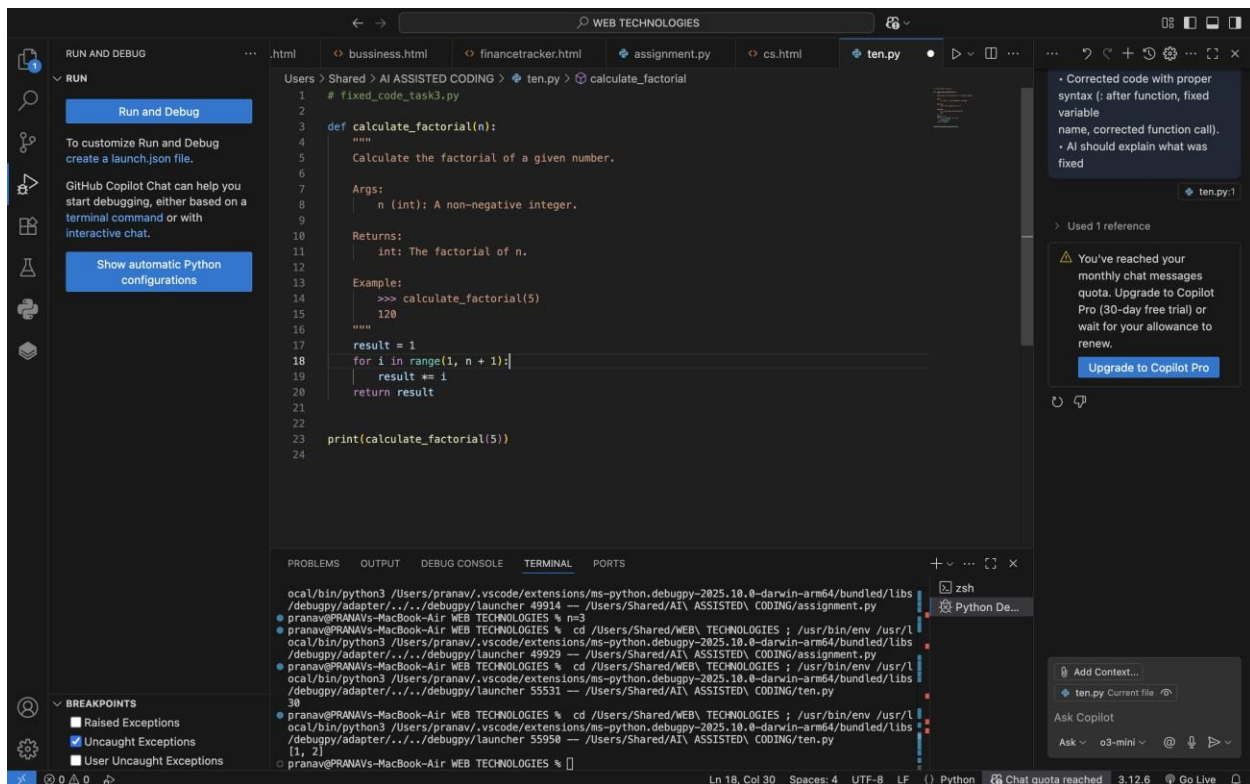 WEB TECHNOLOGIES
RUN AND DEBUG
RUN
Run and Debug
To customize Run and Debug
create a launch.json file.
GitHub Copilot Chat can help you
start debugging, either based on a
terminal command or with
interactive chat.
Show automatic Python
configurations
BREAKPOINTS
Raised Exceptions
Uncaught Exceptions
User Uncaught Exceptions
.html bussiness.html financetracker.html assignment.py cs.html ten.py
Users > Shared > AI ASSISTED CODING > ten.py > calculate_factorial
1 # fixed_code_task3.py
2
3 def calculate_factorial(n):
4 """
5 Calculate the factorial of a given number.
6
7 Args:
8 n (int): A non-negative integer.
9
10 Returns:
11 int: The factorial of n.
12
13 Example:
14 >>> calculate_factorial(5)
15 120
16 """
17 result = 1
18 for i in range(1, n + 1):
19 result *= i
20 return result
21
22
23 print(calculate_factorial(5))
24
PROBLEMS OUTPUT DEBUG CONSOLE TERMINAL PORTS
ocal/bin/python3 /Users/pranav/.vscode/extensions/ms-python.debugpy-2025.10.0-darwin-arm64/bundled/libs
/debugpy/adapter/../../debugpy/launcher 49914 -- /Users/Shared/AI\ ASSISTED\ CODING/assignment.py
pranav@PRANAVs-MacBook-Air WEB TECHNOLOGIES % n=3
pranav@PRANAVs-MacBook-Air WEB TECHNOLOGIES % cd /Users/Shared/WEB\ TECHNOLOGIES ; /usr/bin/env /usr/l
ocal/bin/python3 /Users/pranav/.vscode/extensions/ms-python.debugpy-2025.10.0-darwin-arm64/bundled/libs
/debugpy/adapter/../../debugpy/launcher 49929 -- /Users/Shared/AI\ ASSISTED\ CODING/assignment.py
pranav@PRANAVs-MacBook-Air WEB TECHNOLOGIES % cd /Users/Shared/WEB\ TECHNOLOGIES ; /usr/bin/env /usr/l
ocal/bin/python3 /Users/pranav/.vscode/extensions/ms-python.debugpy-2025.10.0-darwin-arm64/bundled/libs
/debugpy/adapter/../../debugpy/launcher 55531 -- /Users/Shared/AI\ ASSISTED\ CODING/ten.py
30
pranav@PRANAVs-MacBook-Air WEB TECHNOLOGIES % cd /Users/Shared/WEB\ TECHNOLOGIES ; /usr/bin/env /usr/l
ocal/bin/python3 /Users/pranav/.vscode/extensions/ms-python.debugpy-2025.10.0-darwin-arm64/bundled/libs
/debugpy/adapter/../../debugpy/launcher 55950 -- /Users/Shared/AI\ ASSISTED\ CODING/ten.py
[1, 2]
pranav@PRANAVs-MacBook-Air WEB TECHNOLOGIES %
zsh
Python De...
• Corrected code with proper
syntax (: after function, fixed
variable
name, corrected function call).
• AI should explain what was
fixed
ten.py:1
Used 1 reference
You've reached your
monthly chat messages
quota. Upgrade to Copilot
Pro (30-day free trial) or
wait for your allowance to
renew.
Upgrade to Copilot Pro
Add Context...
ten.py Current file
Ask Copilot
Ask o3-mini
0 0 Ln 18, Col 30 Spaces: 4 UTF-8 LF {} Python Chat quota reached 3.12.6 Go Live